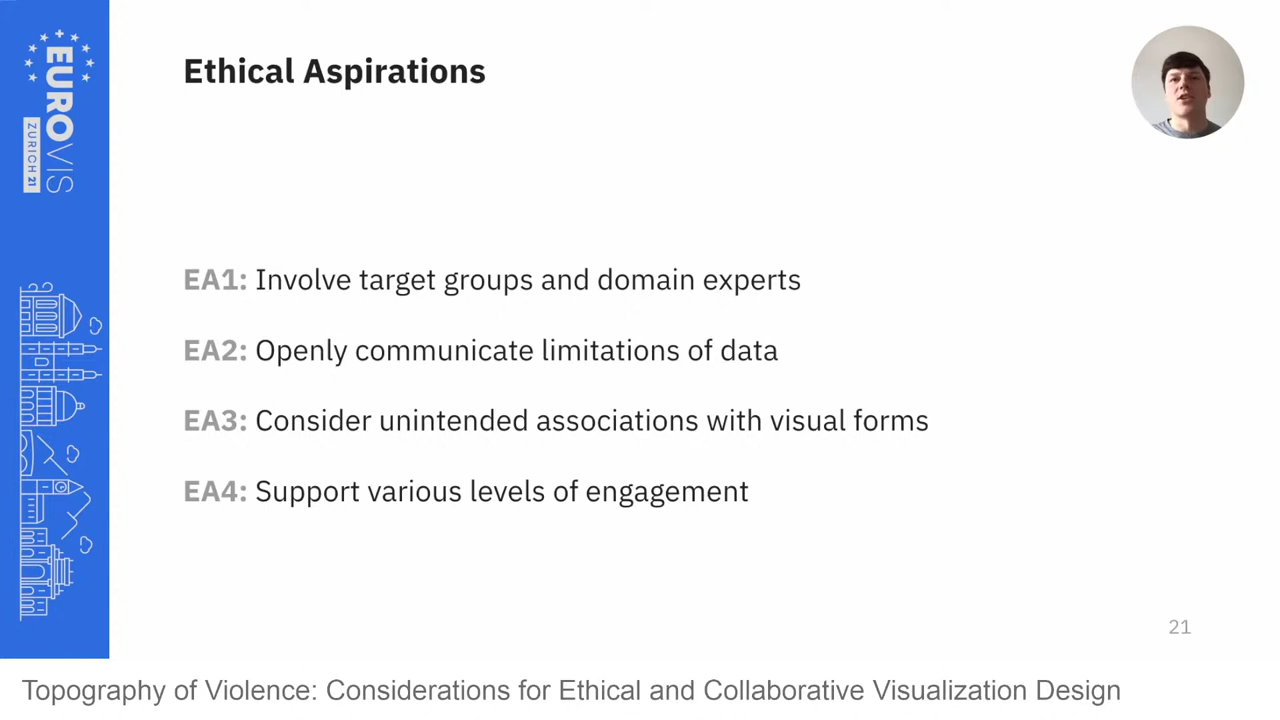 EUROVIS
ZURICH 21
Ethical Aspirations
EA1: Involve target groups and domain experts
EA2: Openly communicate limitations of data
EA3: Consider unintended associations with visual forms
EA4: Support various levels of engagement
21
Topography of Violence: Considerations for Ethical and Collaborative Visualization Design